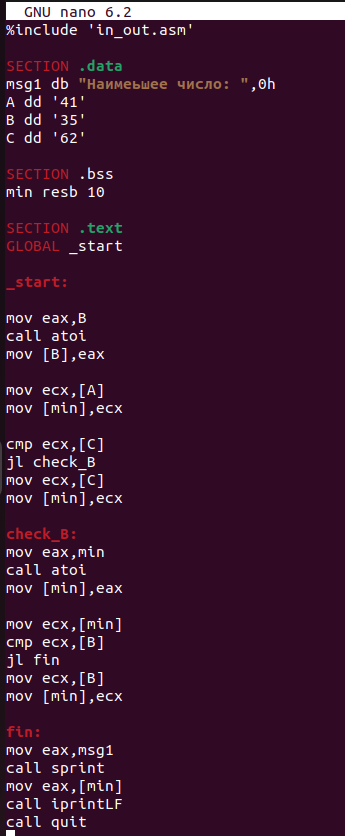 GNU nano 6.2
%include 'in_out.asm'
SECTION .data
msg1 db "Наимеьшее число: ",0h
A dd '41'
B dd '35'
C dd '62'
SECTION .bss
min resb 10
SECTION .text
GLOBAL _start
_start:
mov eax,B
call atoi
mov [B],eax
mov ecx,[A]
mov [min],ecx
cmp ecx,[C]
jl check_B
mov ecx,[C]
mov [min],ecx
check_B:
mov eax,min
call atoi
mov [min],eax
mov ecx,[min]
cmp ecx,[B]
jl fin
mov ecx,[B]
mov [min],ecx
fin:
mov eax,msg1
call sprint
mov eax,[min]
call iprintLF
call quit